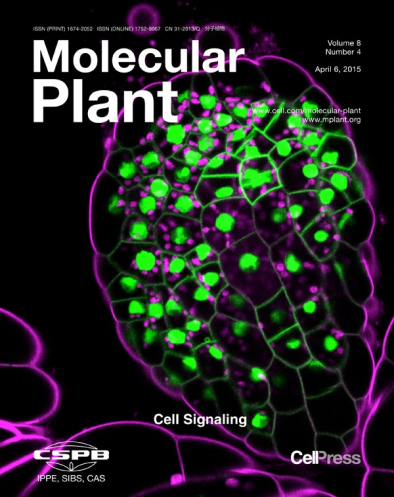 ISSN (PRINT) 1674-2052 ISSN (ONLINE) 1752-9867 CN 31-2013/Q 分子植物
Molecular
Plant
Volume 8
Number 4
April 6, 2015
www.cell.com/molecular-plant
www.mplant.org
Cell Signaling
CSPB
IPPE, SIBS, CAS
CellPress